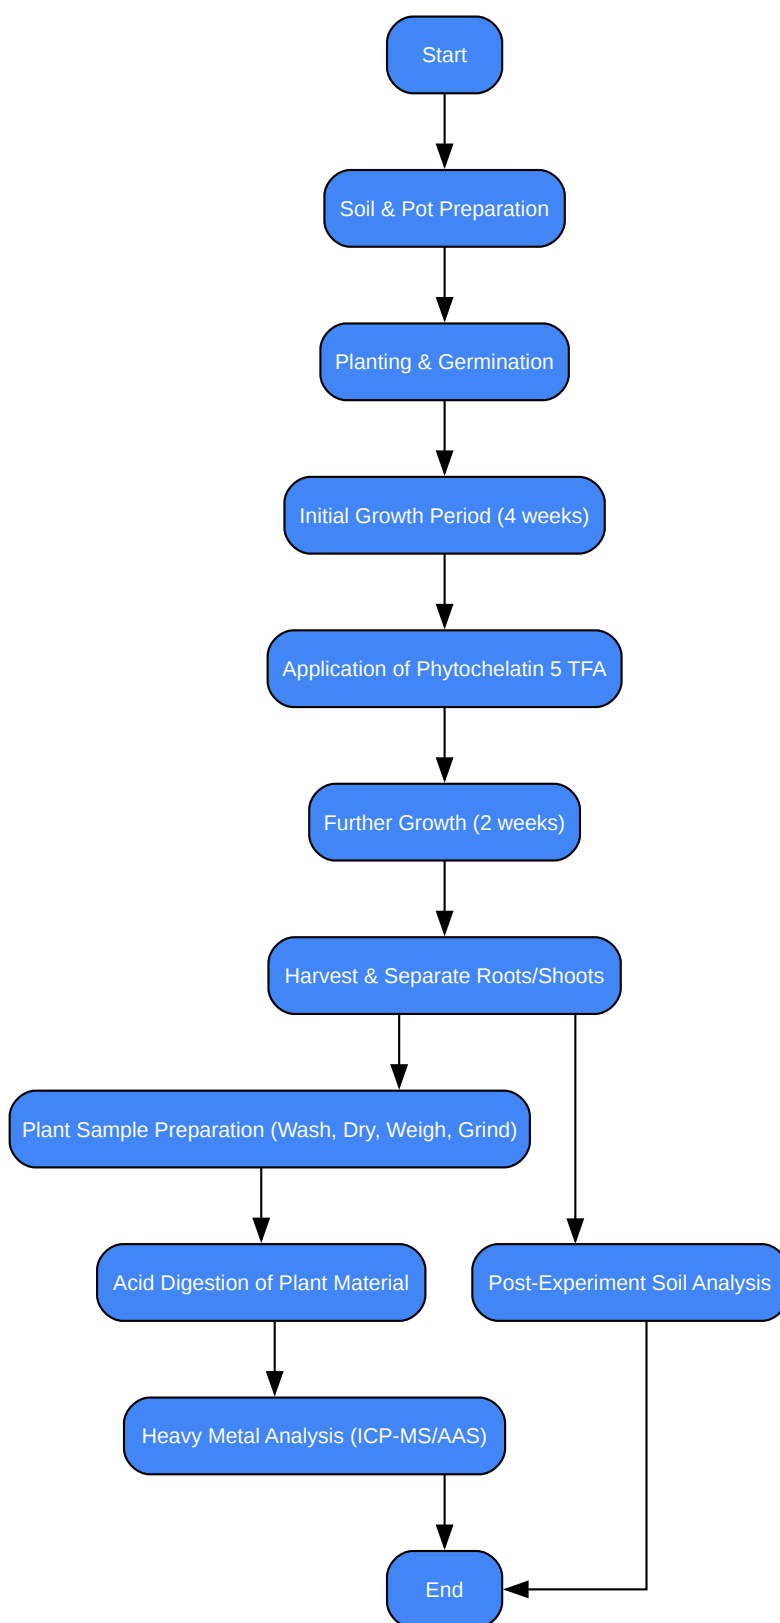 Start
Soil & Pot Preparation
Planting & Germination
Initial Growth Period (4 weeks)
Application of Phytochelatin 5 TFA
Further Growth (2 weeks)
Harvest & Separate Roots/Shoots
Plant Sample Preparation (Wash, Dry, Weigh, Grind)
Acid Digestion of Plant Material
Post-Experiment Soil Analysis
Heavy Metal Analysis (ICP-MS/AAS)
End